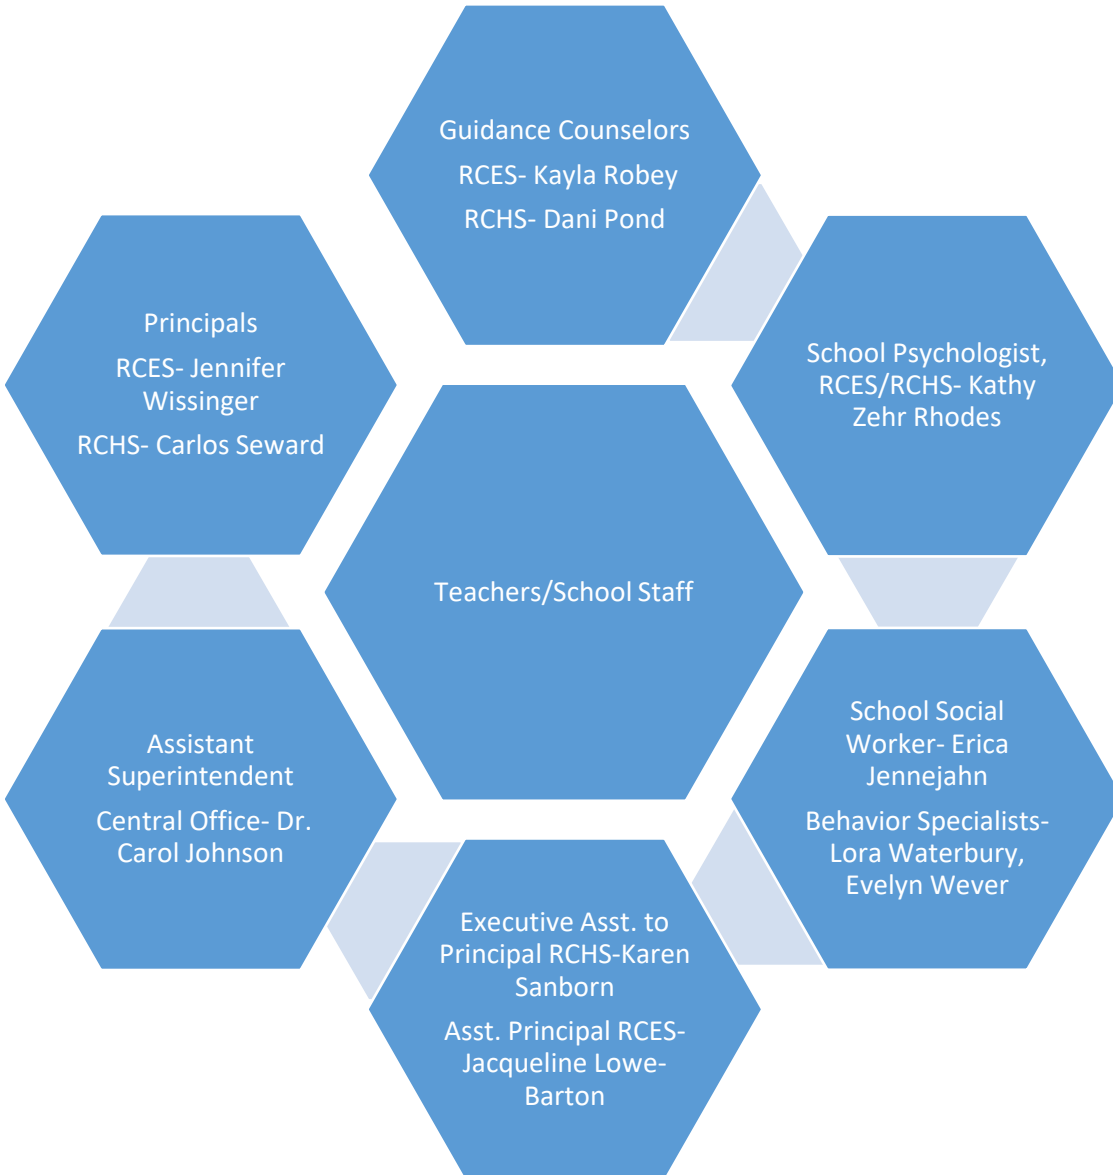 Guidance Counselors
RCES- Kayla Robey
RCHS- Dani Pond
Principals
RCES- Jennifer
Wissinger
RCHS- Carlos Seward
School Psychologist,
RCES/RCHS- Kathy
Zehr Rhodes
Teachers/School Staff
Assistant
Superintendent
Central Office- Dr.
Carol Johnson
School Social
Worker- Erica
Jennejahn
Behavior Specialists-
Lora Waterbury,
Evelyn Wever
Executive Asst. to
Principal RCHS-Karen
Sanborn
Asst. Principal RCES-
Jacqueline Lowe-
Barton